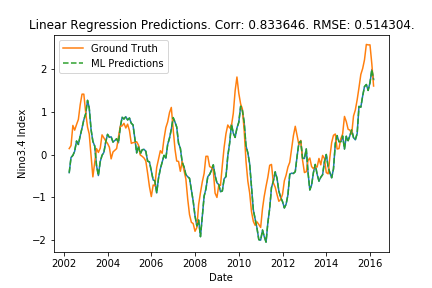 Linear Regression Predictions. Corr: 0.833646. RMSE: 0.514304.
Ground Truth
ML Predictions
Nino3.4 Index
2
1
0
−1
−2
2002 2004 2006 2008 2010 2012 2014 2016
Date